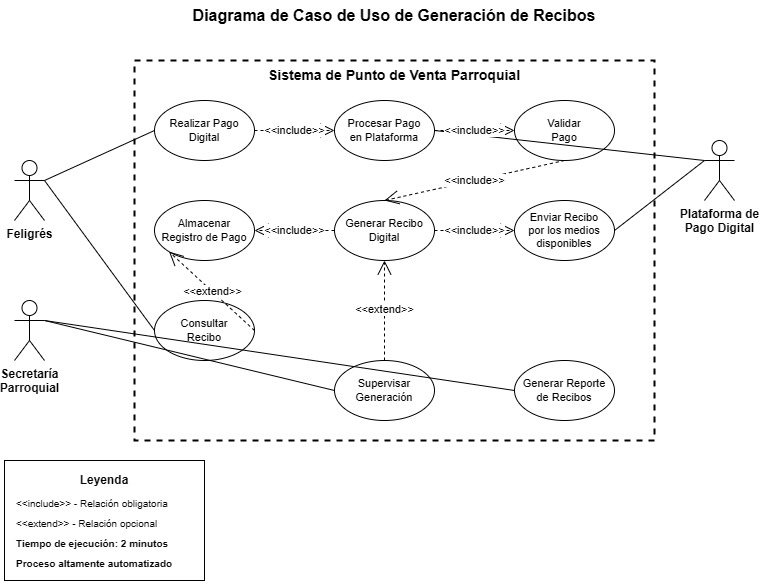 Diagrama de Caso de Uso de Generación de Recibos
Sistema de Punto de Venta Parroquial
Realizar Pago
Digital
<<include>>
Procesar Pago
en Plataforma
<<include>>
Validar
Pago
Feligrés
<<include>>
Plataforma de
Pago Digital
Almacenar
Registro de Pago
<<include>>
Generar Recibo
Digital
<<include>>
Enviar Recibo
por los medios
disponibles
<<extend>>
<<extend>>
Consultar
Recibo
Secretaría
Parroquial
Supervisar
Generación
Generar Reporte
de Recibos
Leyenda
<<include>> - Relación obligatoria
<<extend>> - Relación opcional
Tiempo de ejecución: 2 minutos
Proceso altamente automatizado